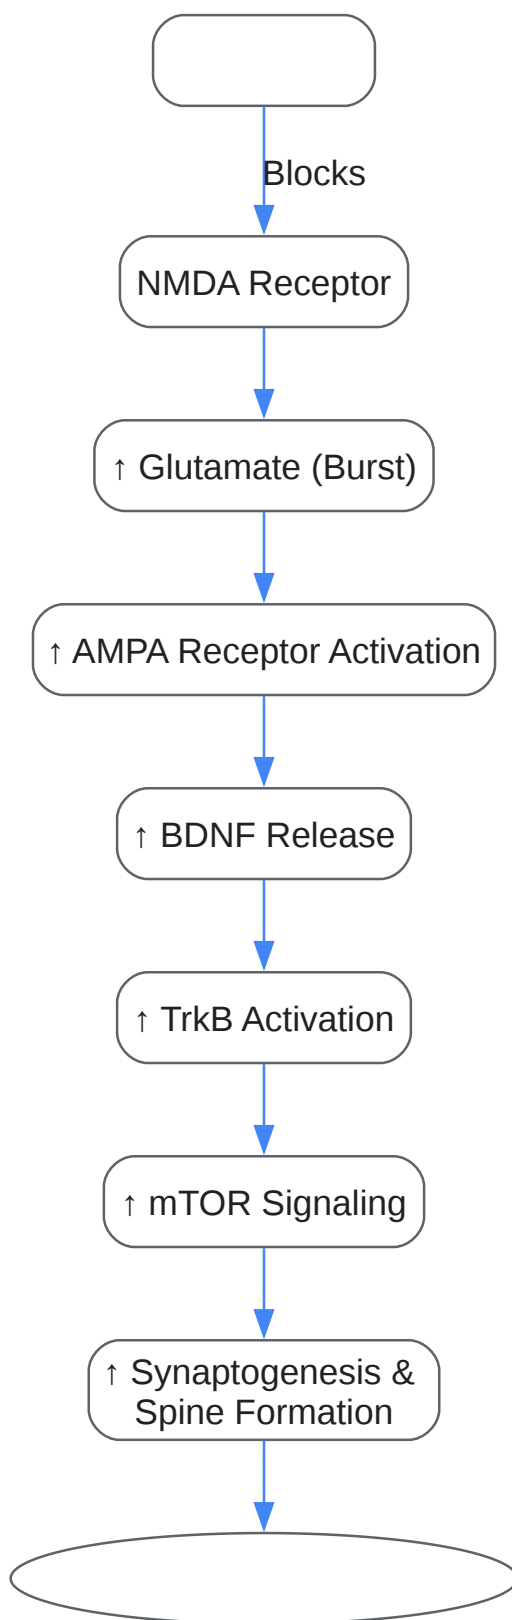 Blocks
NMDA Receptor
↑ Glutamate (Burst)
↑ AMPA Receptor Activation
↑ BDNF Release
↑ TrkB Activation
↑ mTOR Signaling
↑ Synaptogenesis &
Spine Formation